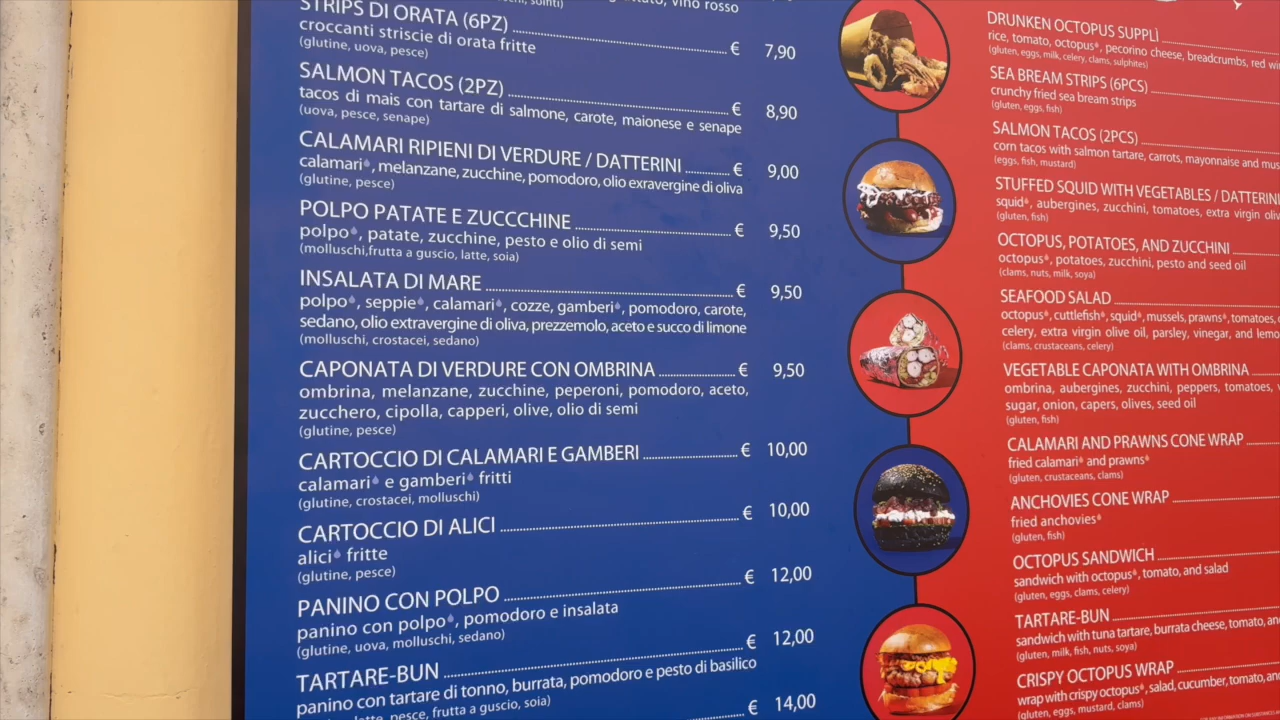 vino rosso
STRIPS DI ORATA (6PZ) € 7,90
croccanti striscie di orata fritte
(glutine, uova, pesce)
SALMON TACOS (2PZ) € 8,90
tacos di mais con tartare di salmone, carote, maionese e senape
(uova, pesce, senape)
CALAMARI RIPIENI DI VERDURE / DATTERINI € 9,00
calamari*, melanzane, zucchine, pomodoro, olio exravergine di oliva
(glutine, pesce)
POLPO PATATE E ZUCCCHINE € 9,50
polpo*, patate, zucchine, pesto e olio di semi
(molluschi,frutta a guscio, latte, soia)
INSALATA DI MARE € 9,50
polpo*, seppie*, calamari*, cozze, gamberi*, pomodoro, carote,
sedano, olio extravergine di oliva, prezzemolo, aceto e succo di limone
(molluschi, crostacei, sedano)
CAPONATA DI VERDURE CON OMBRINA € 9,50
ombrina, melanzane, zucchine, peperoni, pomodoro, aceto,
zucchero, cipolla, capperi, olive, olio di semi
(glutine, pesce)
CARTOCCIO DI CALAMARI E GAMBERI € 10,00
calamari* e gamberi* fritti
(glutine, crostacei, molluschi)
CARTOCCIO DI ALICI € 10,00
alici* fritte
(glutine, pesce)
PANINO CON POLPO € 12,00
panino con polpo*, pomodoro e insalata
(glutine, uova, molluschi, sedano)
TARTARE-BUN € 12,00
panino con tartare di tonno, burrata, pomodoro e pesto di basilico
pesce, frutta a guscio, soia)
€ 14,00
DRUNKEN OCTOPUS SUPPLÌ
rice, tomato, octopus*, pecorino cheese, breadcrumbs, red
(gluten, eggs, milk, celery, clams, sulphites)
SEA BREAM STRIPS (6PCS)
crunchy fried sea bream strips
(gluten, eggs, fish)
SALMON TACOS (2PCS)
corn tacos with salmon tartare, carrots, mayonnaise and
(eggs, fish, mustard)
STUFFED SQUID WITH VEGETABLES / DATTERINI
squid*, aubergines, zucchini, tomatoes, extra virgin
(gluten, fish)
OCTOPUS, POTATOES, AND ZUCCHINI
octopus*, potatoes, zucchini, pesto and seed oil
(clams, nuts, milk, soya)
SEAFOOD SALAD
octopus*, cuttlefish*, squid*, mussels, prawns*, tomatoes,
celery, extra virgin olive oil, parsley, vinegar, and
(clams, crustaceans, celery)
VEGETABLE CAPONATA WITH OMBRINA
ombrina, aubergines, zucchini, peppers, tomatoes,
sugar, onion, capers, olives, seed oil
(gluten, fish)
CALAMARI AND PRAWNS CONE WRAP
fried calamari* and prawns*
(gluten, crustaceans, clams)
ANCHOVIES CONE WRAP
fried anchovies*
(gluten, fish)
OCTOPUS SANDWICH
sandwich with octopus*, tomato, and salad
(gluten, eggs, clams, celery)
TARTARE-BUN
sandwich with tuna tartare, burrata cheese, tomato,
(gluten, milk, fish, nuts, soya)
CRISPY OCTOPUS WRAP
wrap with crispy octopus*, salad, cucumber, tomato,
(gluten, eggs, mustard, clams)